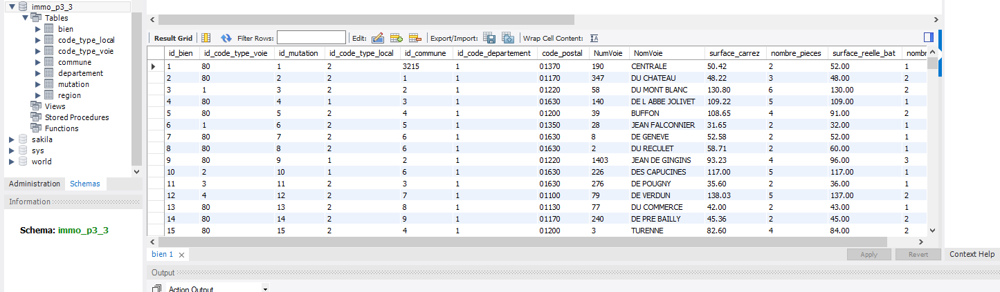 immo_p3_3
Tables
bien
code_type_local
code_type_voie
commune
departement
mutation
region
Views
Stored Procedures
Functions
sakila
sys
world
Administration Schemas
Information
Schema: immo_p3_3
Result Grid Filter Rows: Edit: Export/Import: Wrap Cell Content:
id_bien id_code_type_voie id_mutation id_code_type_local id_commune id_code_departement code_postal NumVoie NomVoie surface_carrez nombre_pieces surface_reelle_bat nombr
1 80 1 2 3215 1 01370 190 CENTRALE 50.42 2 52.00 1
2 80 2 2 1 1 01170 347 DU CHATEAU 48.22 3 48.00 2
3 1 3 2 2 1 01220 58 DU MONT BLANC 130.80 6 130.00 2
4 80 4 1 3 1 01630 140 DE L ABBE JOLIVET 109.22 5 109.00 1
5 80 5 2 4 1 01200 39 BUFFON 108.65 4 91.00 2
6 1 6 2 5 1 01350 28 JEAN FALCONNIER 31.65 2 32.00 1
7 80 7 2 6 1 01630 8 DE GENEVE 52.58 2 52.00 1
8 80 8 2 6 1 01630 2 DU RECULET 58.71 2 60.00 1
9 80 9 1 2 1 01220 1403 JEAN DE GINGINS 93.23 4 96.00 3
10 2 10 1 6 1 01630 226 DES CAPUCINES 117.00 5 117.00 1
11 3 11 2 3 1 01630 276 DE POUGNY 35.60 2 36.00 1
12 4 12 2 7 1 01100 79 DE VERDUN 138.03 5 137.00 2
13 80 13 2 8 1 01130 77 DU COMMERCE 42.00 2 43.00 1
14 80 14 2 9 1 01170 240 DE PRE BAILLY 45.36 2 45.00 2
15 80 15 2 4 1 01200 3 TURENNE 82.60 4 84.00 2
bien 1 Apply Revert Context Help
Output
Action Output